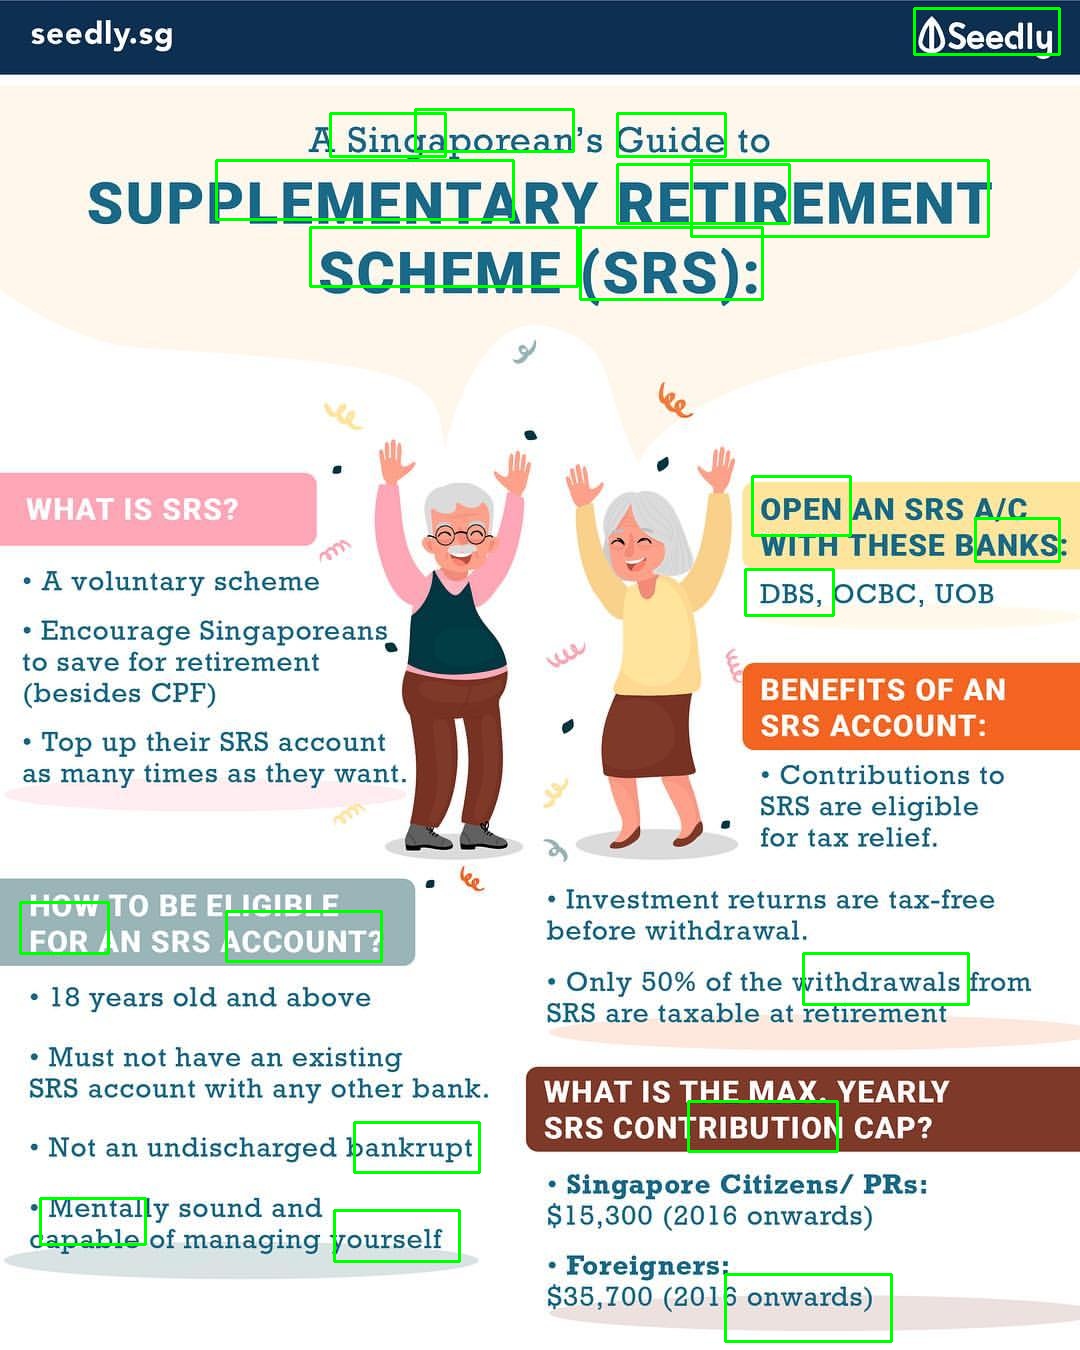 seedly.sg
Seedly
A Singaporean's Guide to
SUPPLEMENTARY RETIREMENT
SCHEME (SRS):
WHAT IS SRS?
• A voluntary scheme
• Encourage Singaporeans
to save for retirement
(besides CPF)
• Top up their SRS account
as many times as they want.
OPEN AN SRS A/C
WITH THESE BANKS:
DBS, OCBC, UOB
BENEFITS OF AN
SRS ACCOUNT:
• Contributions to
SRS are eligible
for tax relief.
• Investment returns are tax-free
before withdrawal.
• Only 50% of the withdrawals from
SRS are taxable at retirement
HOW TO BE ELIGIBLE
FOR AN SRS ACCOUNT?
• 18 years old and above
• Must not have an existing
SRS account with any other bank.
• Not an undischarged bankrupt
• Mentally sound and
capable of managing yourself
WHAT IS THE MAX. YEARLY
SRS CONTRIBUTION CAP?
• Singapore Citizens/ PRs:
$15,300 (2016 onwards)
• Foreigners:
$35,700 (2016 onwards)